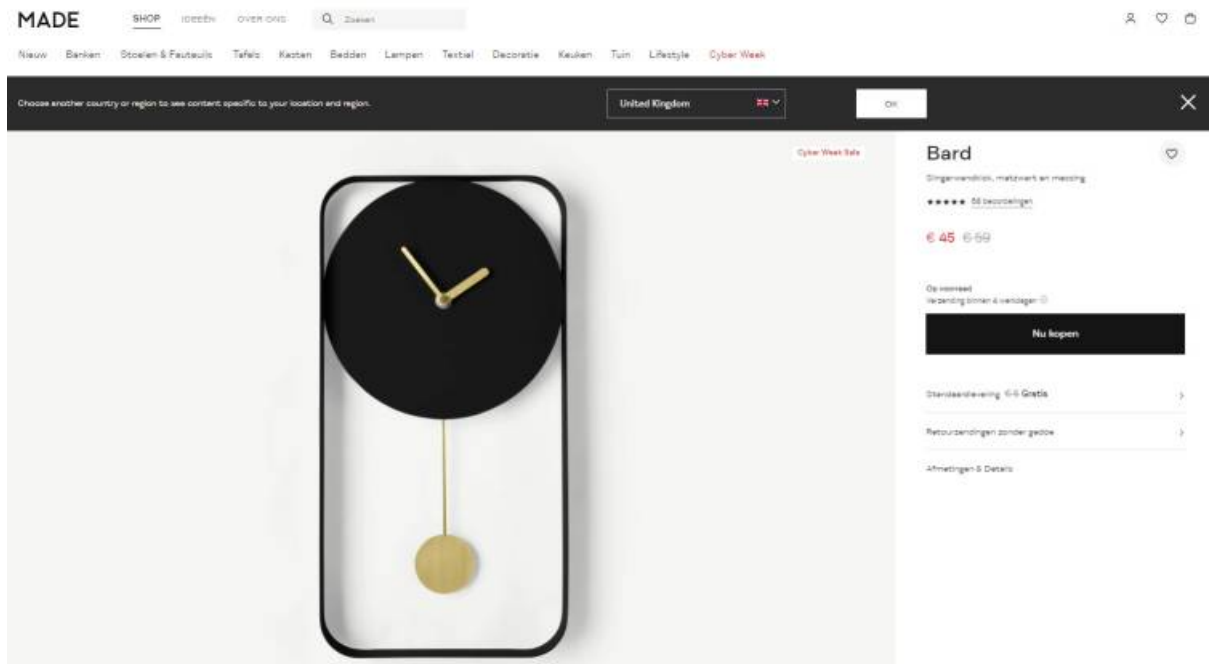 MADE
SHOP IDEEËN OVER ONS Zoeken
Nieuw Banken Stoelen & Fauteuils Tafels Kasten Bedden Lampen Textiel Decoratie Keuken Tuin Lifestyle Cyber Week
Choose another country or region to see content specific to your location and region.
United Kingdom
OK
Cyber Week Sale
Bard
Slingerwandklok, matzwart en messing
beoordelingen
€ 45 € 59
Op voorraad
Verzending binnen 4 werkdagen
Nu kopen
Standaardlevering € 5 Gratis
Retourzendingen zonder gedoe
Afmetingen & Details